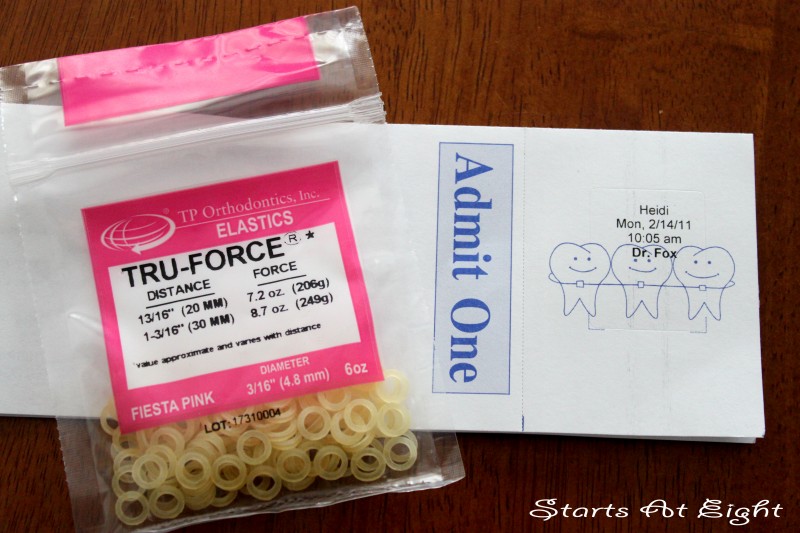 TP Orthodontics, Inc.
ELASTICS
TRU-FORCE® *
DISTANCE FORCE
13/16" (20 MM) 7.2 oz. (206g)
1-3/16" (30 MM) 8.7 oz. (249g)
*value approximate and varies with distance
DIAMETER
FIESTA PINK 3/16" (4.8 mm) 6oz
LOT: 17310004
Admit One
Heidi
Mon, 2/14/11
10:05 am
Dr. Fox
Starts At Eight